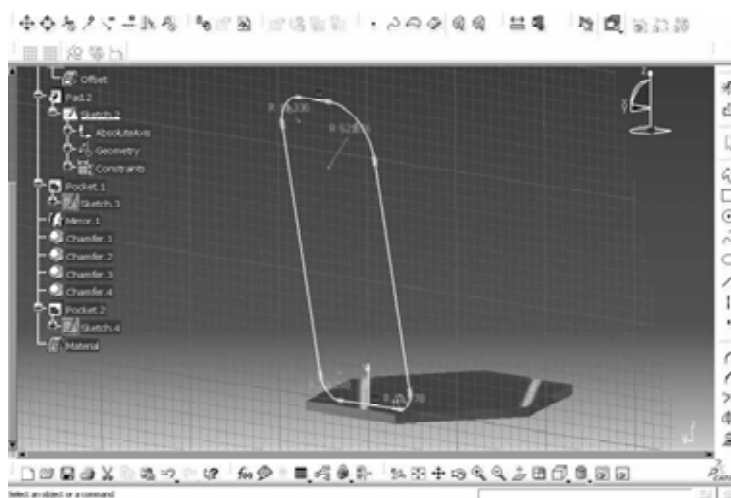 Offset
Pad.2
Sketch.2
AbsoluteAxis
Geometry
Constraints
Pocket.1
Sketch.3
Mirror.1
Chamfer.1
Chamfer.2
Chamfer.3
Chamfer.4
Pocket.2
Sketch.4
Material
Select an object or a command